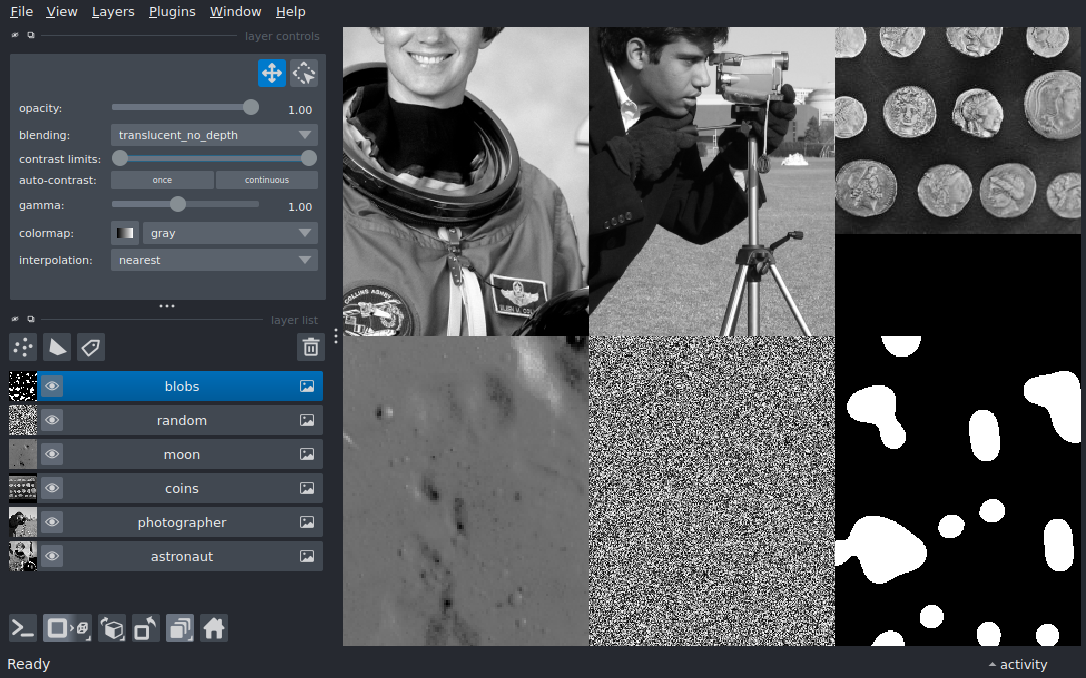 File View Layers Plugins Window Help
layer controls
opacity: 1.00
blending: translucent_no_depth
contrast limits:
auto-contrast: once continuous
gamma: 1.00
colormap: gray
interpolation: nearest
layer list
blobs
random
moon
coins
photographer
astronaut
Ready
activity